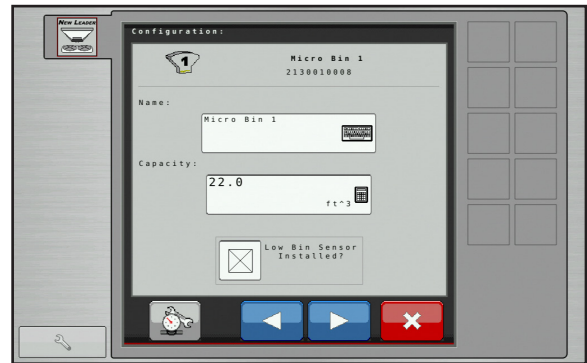 NEW LEADER
Configuration:
1
Micro Bin 1
2130010008
Name:
Micro Bin 1
Capacity:
22.0
ft^3
Low Bin Sensor
Installed?